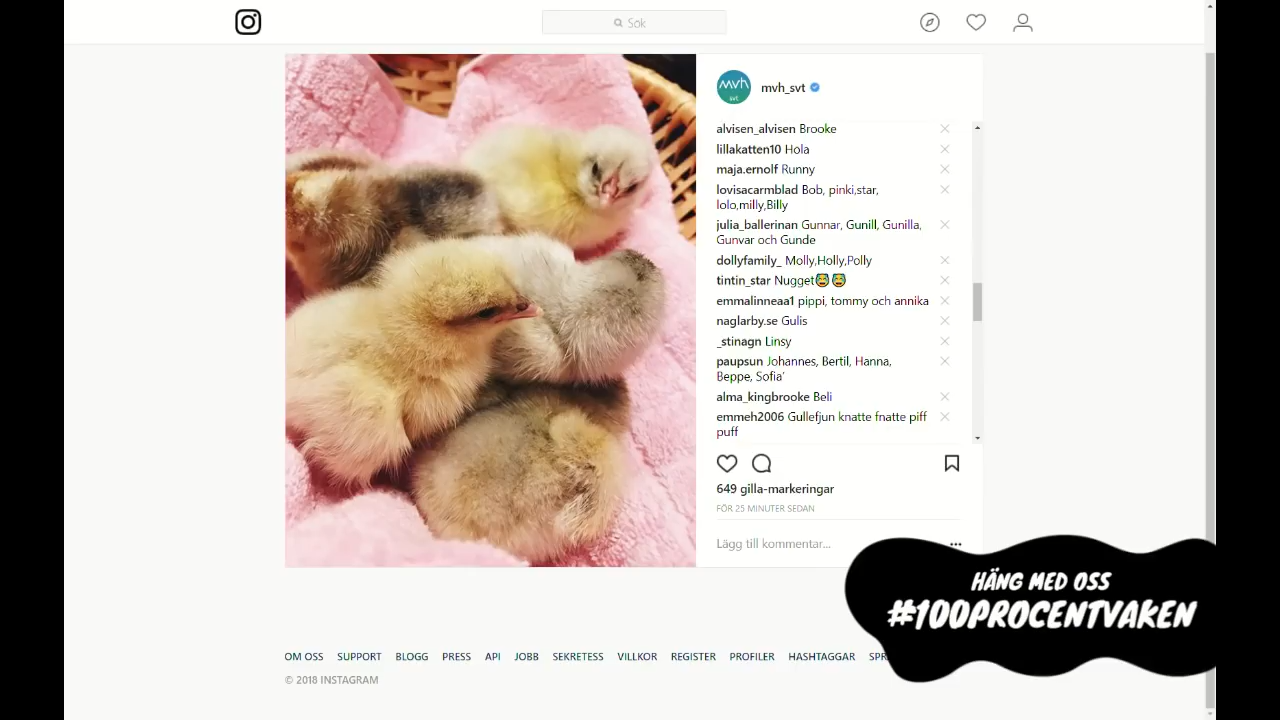 Sök
mvh
svt
mvh_svt
alvisen_alvisen Brooke
lillakatten10 Hola
maja.ernolf Runny
lovisacarmblad Bob, pinki,star,
lolo,milly,Billy
julia_ballerinan Gunnar, Gunill, Gunilla,
Gunvar och Gunde
dollyfamily_ Molly,Holly,Polly
tintin_star Nugget😅😅
emmalinneaa1 pippi, tommy och annika
naglarby.se Gulis
_stinagn Linsy
paupsun Johannes, Bertil, Hanna,
Beppe, Sofia'
alma_kingbrooke Beli
emmeh2006 Gullefjun knatte fnatte piff
puff
649 gilla-markeringar
FÖR 25 MINUTER SEDAN
Lägg till kommentar...
HÄNG MED OSS
#100PROCENTVAKEN
OM OSS SUPPORT BLOGG PRESS API JOBB SEKRETESS VILLKOR REGISTER PROFILER HASHTAGGAR
© 2018 INSTAGRAM